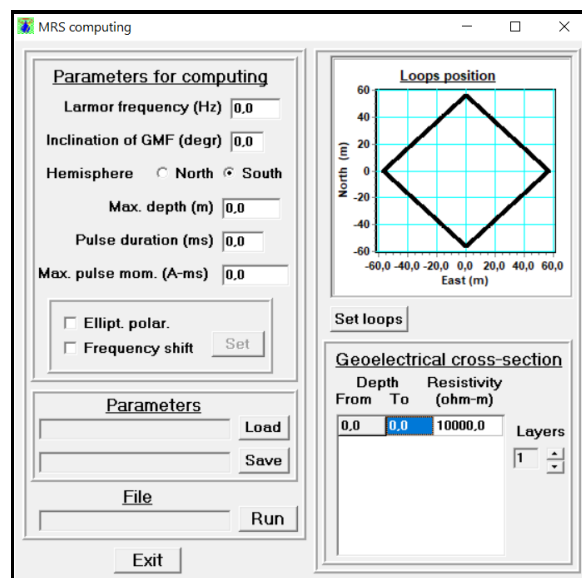 MRS computing
Parameters for computing
Larmor frequency (Hz) 0,0
Inclination of GMF (degr) 0,0
Hemisphere North South
Max. depth (m) 0,0
Pulse duration (ms) 0,0
Max. pulse mom. (A-ms) 0,0
Ellipt. polar.
Frequency shift Set
Parameters
Load
Save
File
Run
Exit
Loops position
60
40
20
0
-20
-40
-60
North (m)
-60,0 -40,0 -20,0 0,0 20,0 40,0 60,0
East (m)
Set loops
Geoelectrical cross-section
Depth Resistivity
From To (ohm-m)
0,0 0,0 10000,0
Layers
1